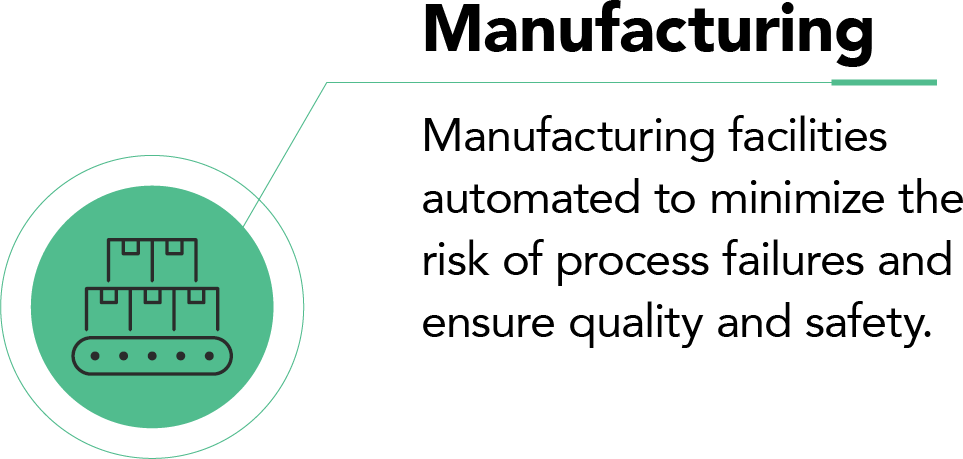 Manufacturing
Manufacturing facilities
automated to minimize the
risk of process failures and
ensure quality and safety.